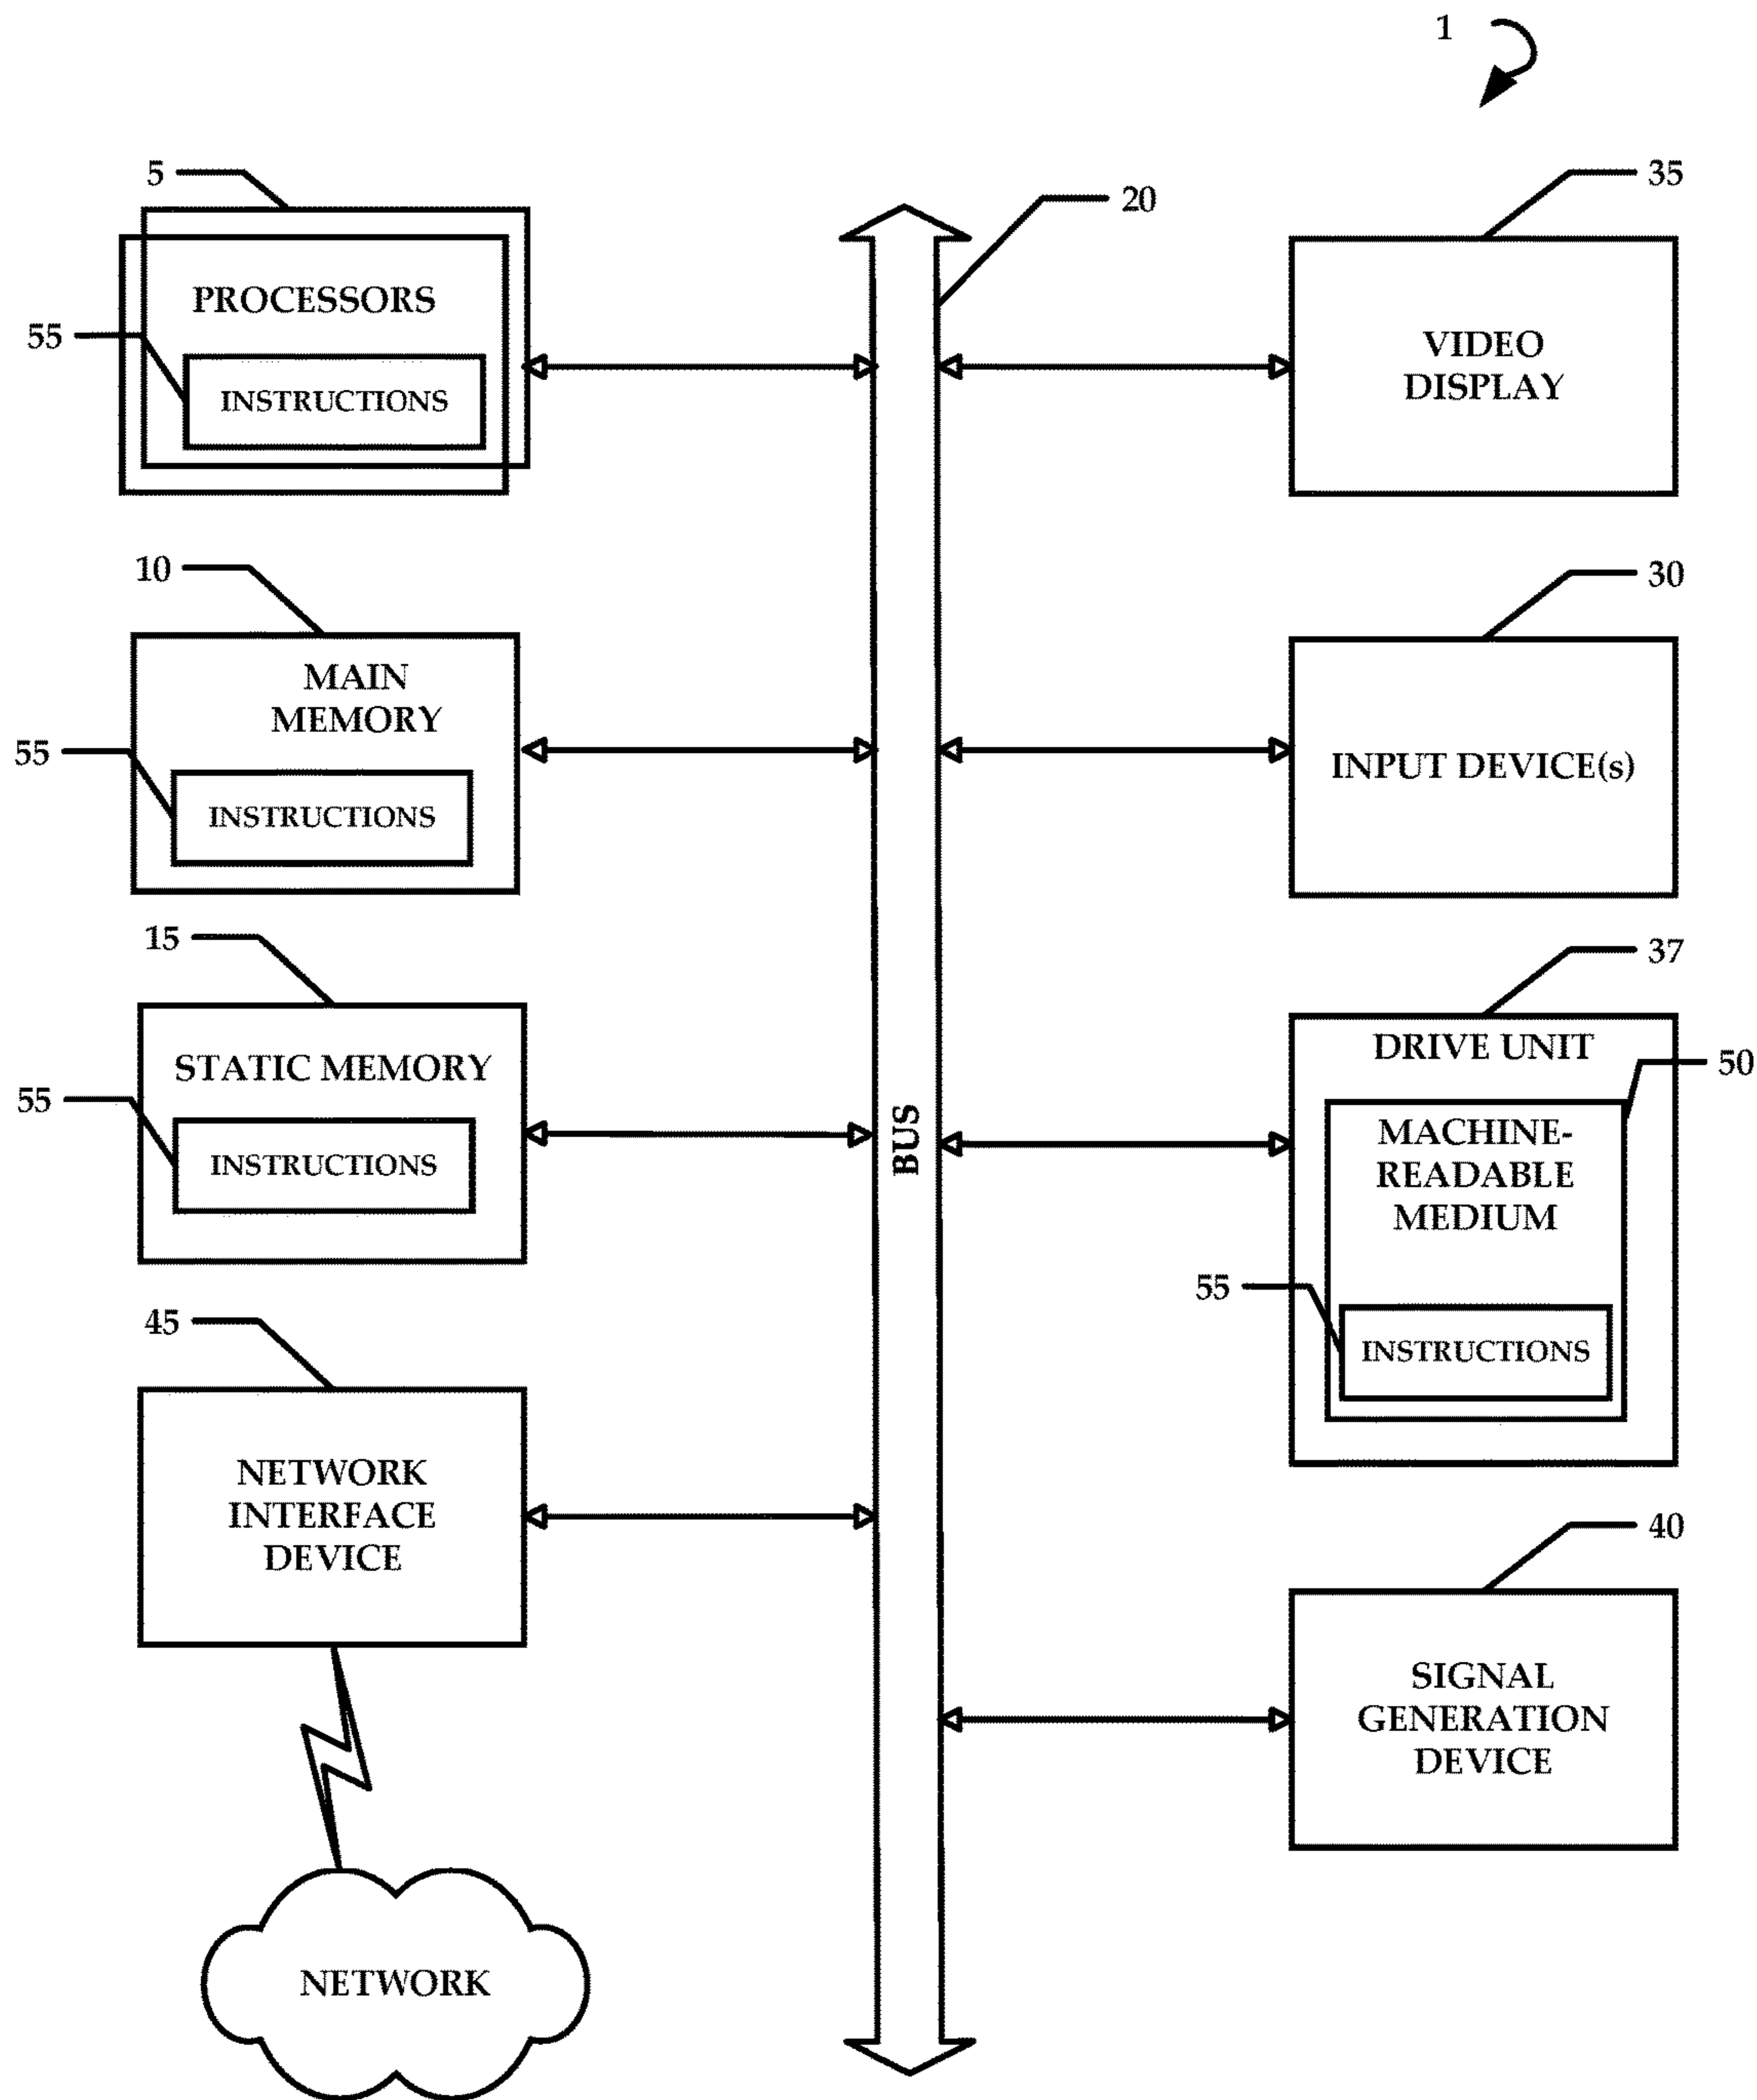 1
5
20
35
PROCESSORS
55
INSTRUCTIONS
VIDEO
DISPLAY
10
30
MAIN
MEMORY
55
INSTRUCTIONS
INPUT DEVICE(s)
15
37
STATIC MEMORY
55
INSTRUCTIONS
BUS
DRIVE UNIT
50
MACHINE-
READABLE
MEDIUM
55
INSTRUCTIONS
45
NETWORK
INTERFACE
DEVICE
40
SIGNAL
GENERATION
DEVICE
NETWORK